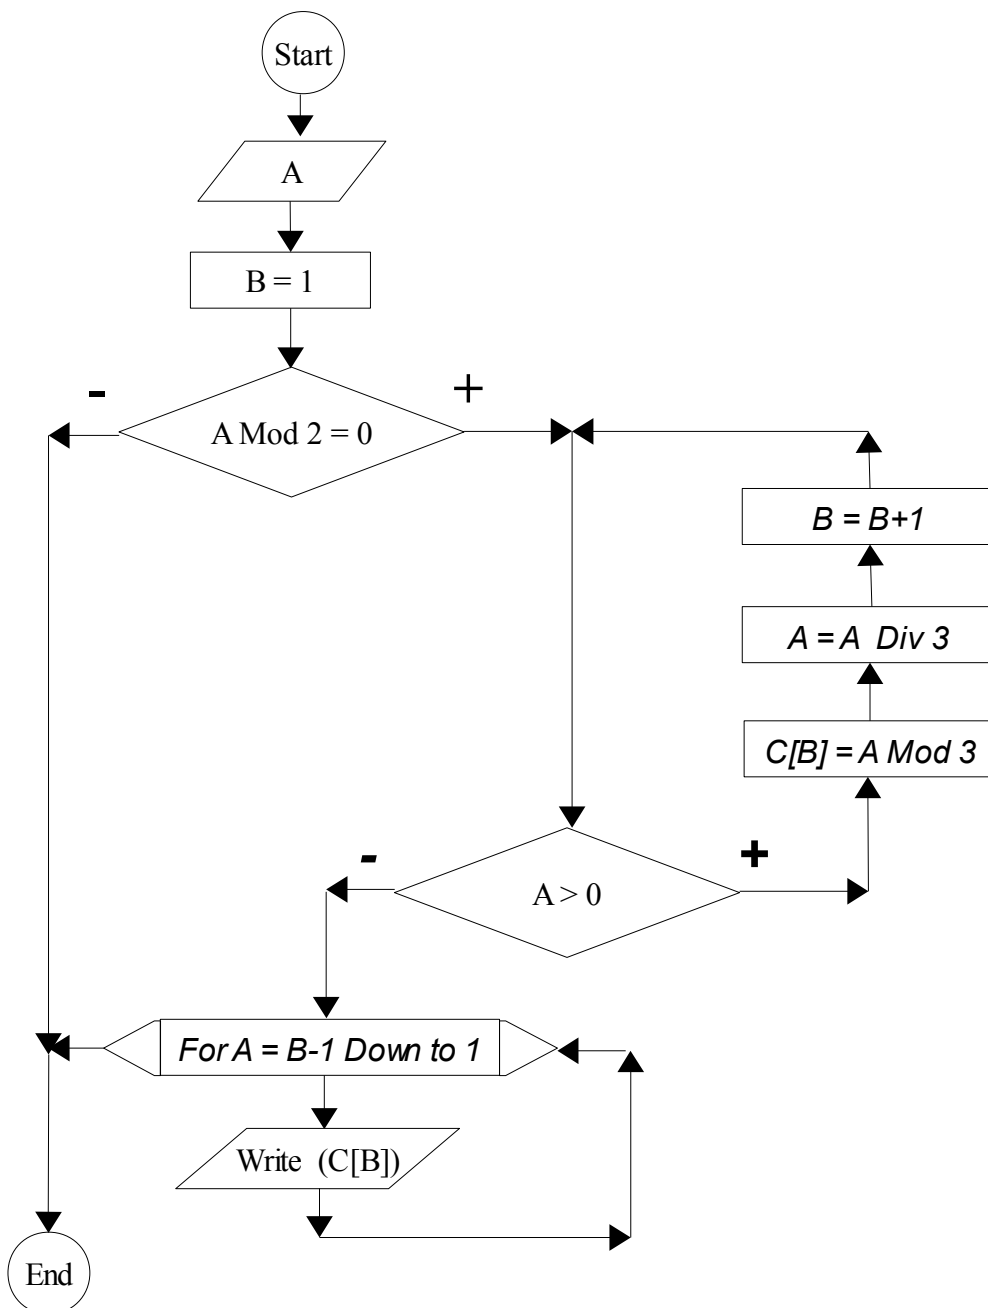 Start
A
B = 1
-
+
A Mod 2 = 0
B = B+1
A = A Div 3
C[B] = A Mod 3
-
+
A > 0
For A = B-1 Down to 1
Write (C[B])
End